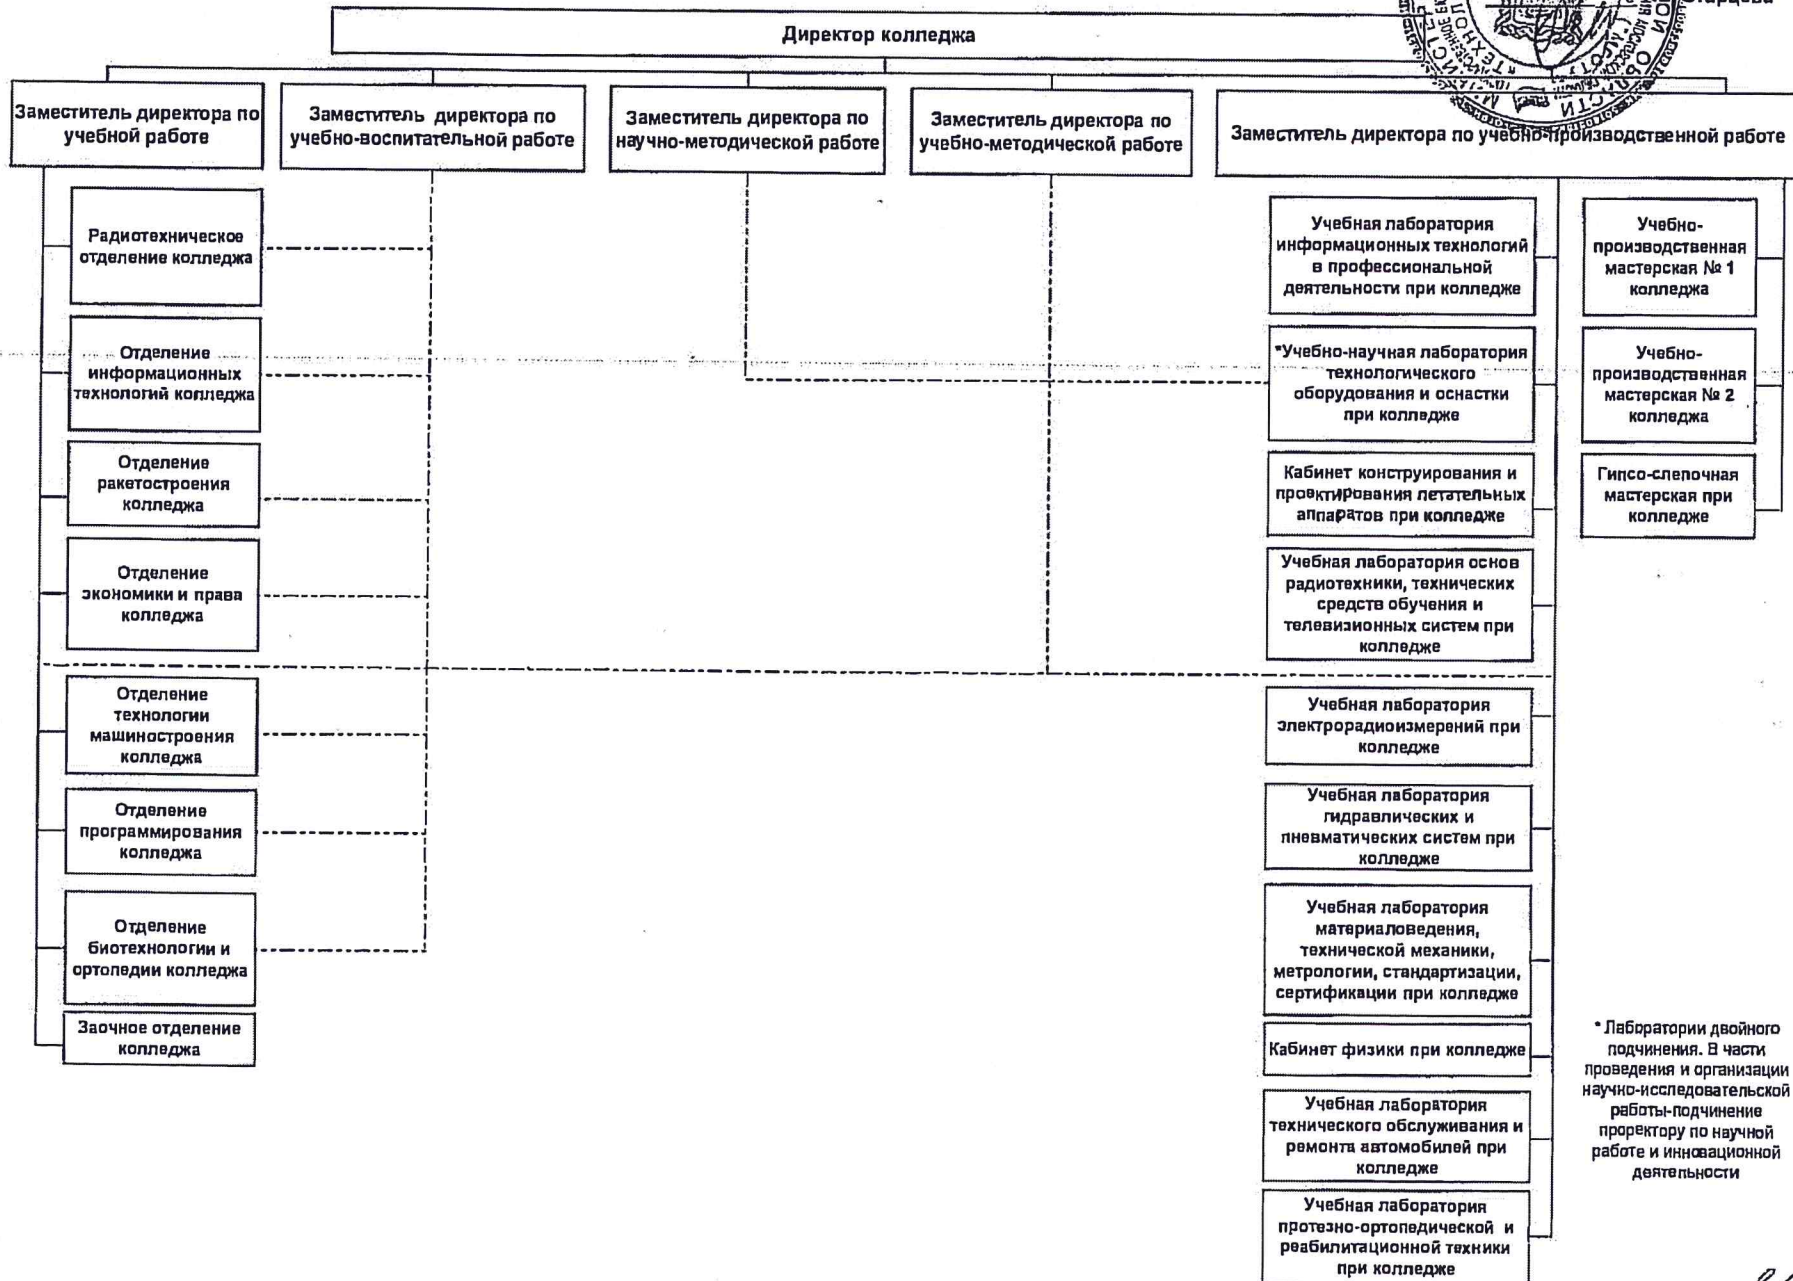 Старцева
Директор колледжа
Заместитель директора по
учебной работе
Заместитель директора по
учебно-воспитательной работе
Заместитель директора по
научно-методической работе
Заместитель директора по
учебно-методической работе
Заместитель директора по учебно-производственной работе
Радиотехническое
отделение колледжа
Отделение
информационных
технологий колледжа
Отделение
ракетостроения
колледжа
Отделение
экономики и права
колледжа
Отделение
технологии
машиностроения
колледжа
Отделение
программирования
колледжа
Отделение
биотехнологии и
ортопедии колледжа
Заочное отделение
колледжа
Учебная лаборатория
информационных технологий
в профессиональной
деятельности при колледже
*Учебно-научная лаборатория
технологического
оборудования и оснастки
при колледже
Кабинет конструирования и
проектирования летательных
аппаратов при колледже
Учебная лаборатория основ
радиотехники, технических
средств обучения и
телевизионных систем при
колледже
Учебная лаборатория
электрорадиоизмерений при
колледже
Учебная лаборатория
гидравлических и
пневматических систем при
колледже
Учебная лаборатория
материаловедения,
технической механики,
метрологии, стандартизации,
сертификации при колледже
Кабинет физики при колледже
Учебная лаборатория
технического обслуживания и
ремонта автомобилей при
колледже
Учебная лаборатория
протезно-ортопедической и
реабилитационной техники
при колледже
Учебно-
производственная
мастерская № 1
колледжа
Учебно-
производственная
мастерская № 2
колледжа
Гипсо-слепочная
мастерская при
колледже
* Лаборатории двойного
подчинения. В части
проведения и организации
научно-исследовательской
работы-подчинение
проректору по научной
работе и инновационной
деятельности